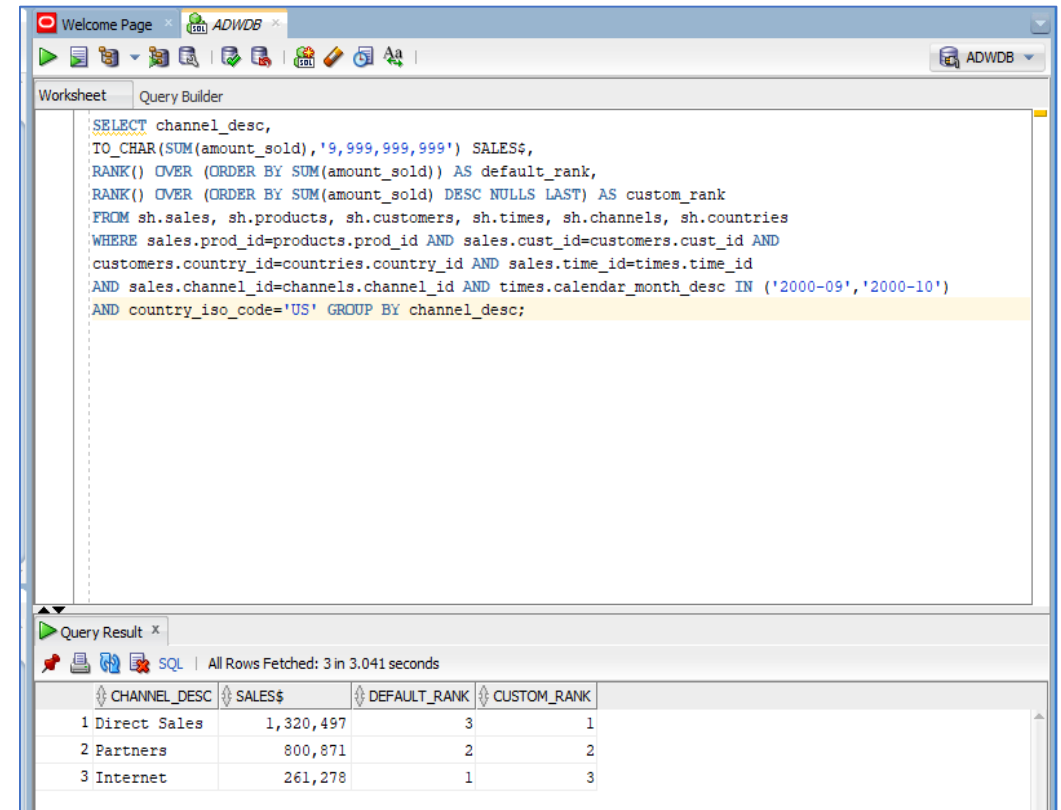 Welcome Page ADWDB
ADWDB
Worksheet Query Builder
SELECT channel_desc,
TO_CHAR(SUM(amount_sold),'9,999,999,999') SALES$,
RANK() OVER (ORDER BY SUM(amount_sold)) AS default_rank,
RANK() OVER (ORDER BY SUM(amount_sold) DESC NULLS LAST) AS custom_rank
FROM sh.sales, sh.products, sh.customers, sh.times, sh.channels, sh.countries
WHERE sales.prod_id=products.prod_id AND sales.cust_id=customers.cust_id AND
customers.country_id=countries.country_id AND sales.time_id=times.time_id
AND sales.channel_id=channels.channel_id AND times.calendar_month_desc IN ('2000-09','2000-10')
AND country_iso_code='US' GROUP BY channel_desc;
Query Result x
SQL | All Rows Fetched: 3 in 3.041 seconds
CHANNEL_DESC SALES$ DEFAULT_RANK CUSTOM_RANK
1 Direct Sales 1,320,497 3 1
2 Partners 800,871 2 2
3 Internet 261,278 1 3